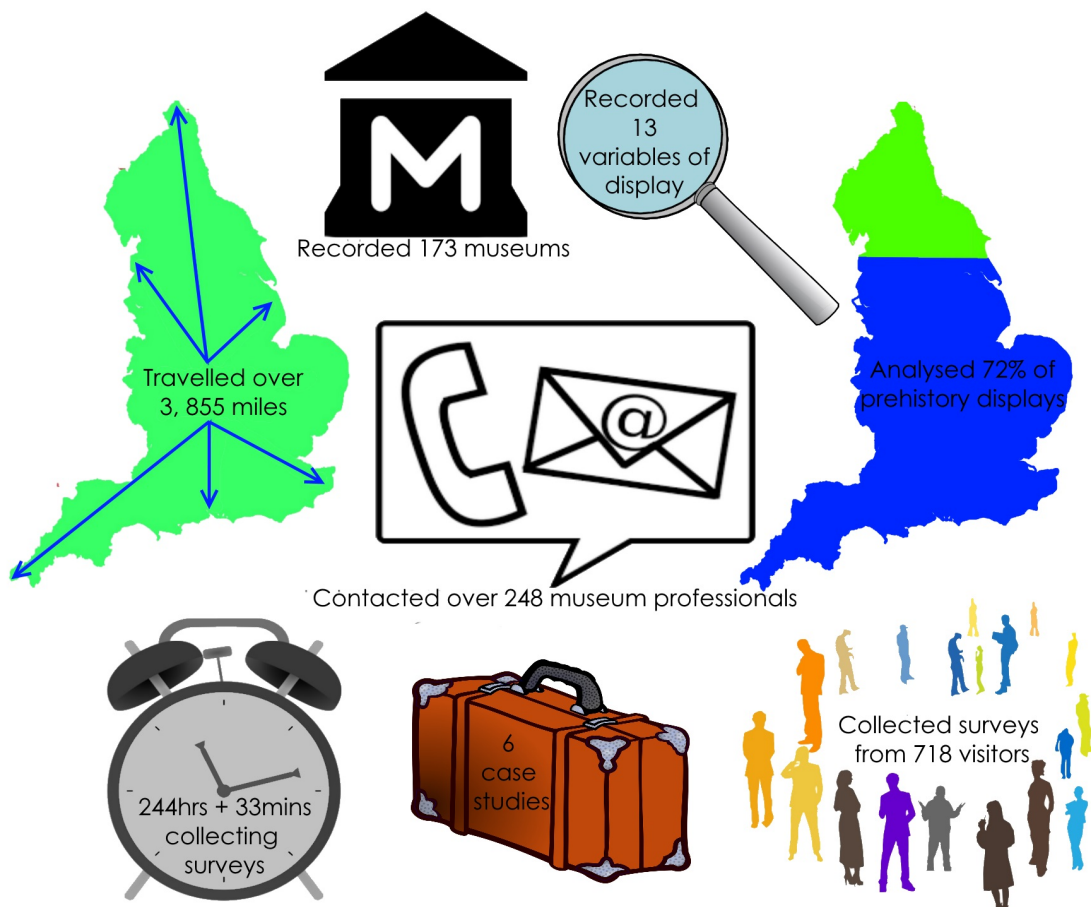 M
Recorded
13
variables of
display
Recorded 173 museums
Travelled over
3, 855 miles
@
Analysed 72% of
prehistory displays
Contacted over 248 museum professionals
244hrs + 33mins
collecting
surveys
6
case
studies
Collected surveys
from 718 visitors